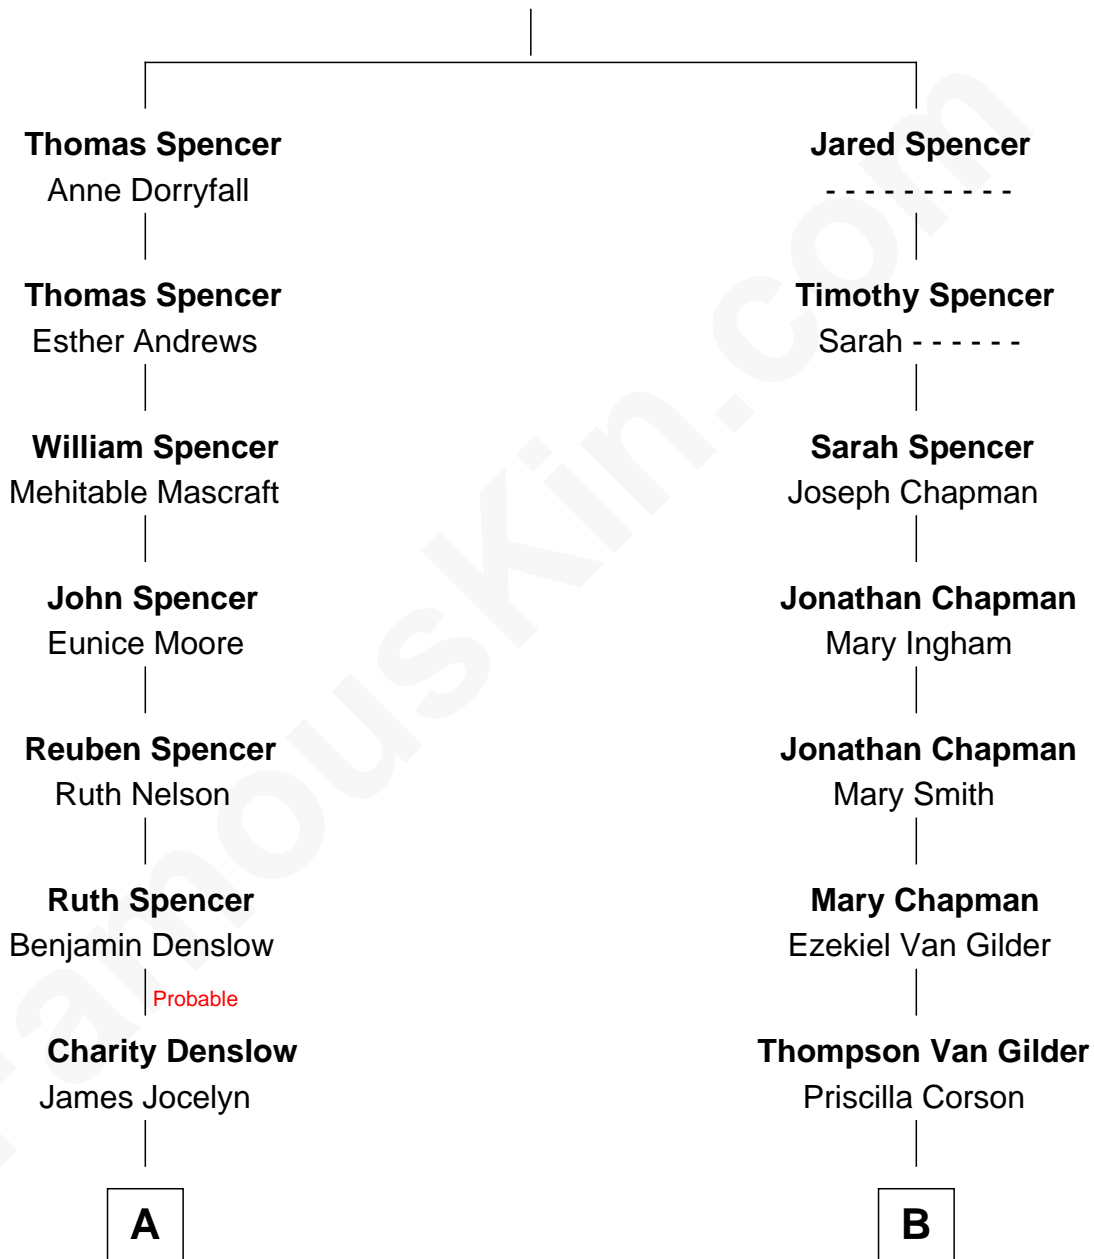 Thomas Spencer
Anne Dorryfall
Thomas Spencer
Esther Andrews
William Spencer
Mehitable Mascraft
John Spencer
Eunice Moore
Reuben Spencer
Ruth Nelson
Ruth Spencer
Benjamin Denslow
Probable
Charity Denslow
James Jocelyn
A
Jared Spencer
- - - - - - - - - -
Timothy Spencer
Sarah - - - - - -
Sarah Spencer
Joseph Chapman
Jonathan Chapman
Mary Ingham
Jonathan Chapman
Mary Smith
Mary Chapman
Ezekiel Van Gilder
Thompson Van Gilder
Priscilla Corson
B
FamousKin.com